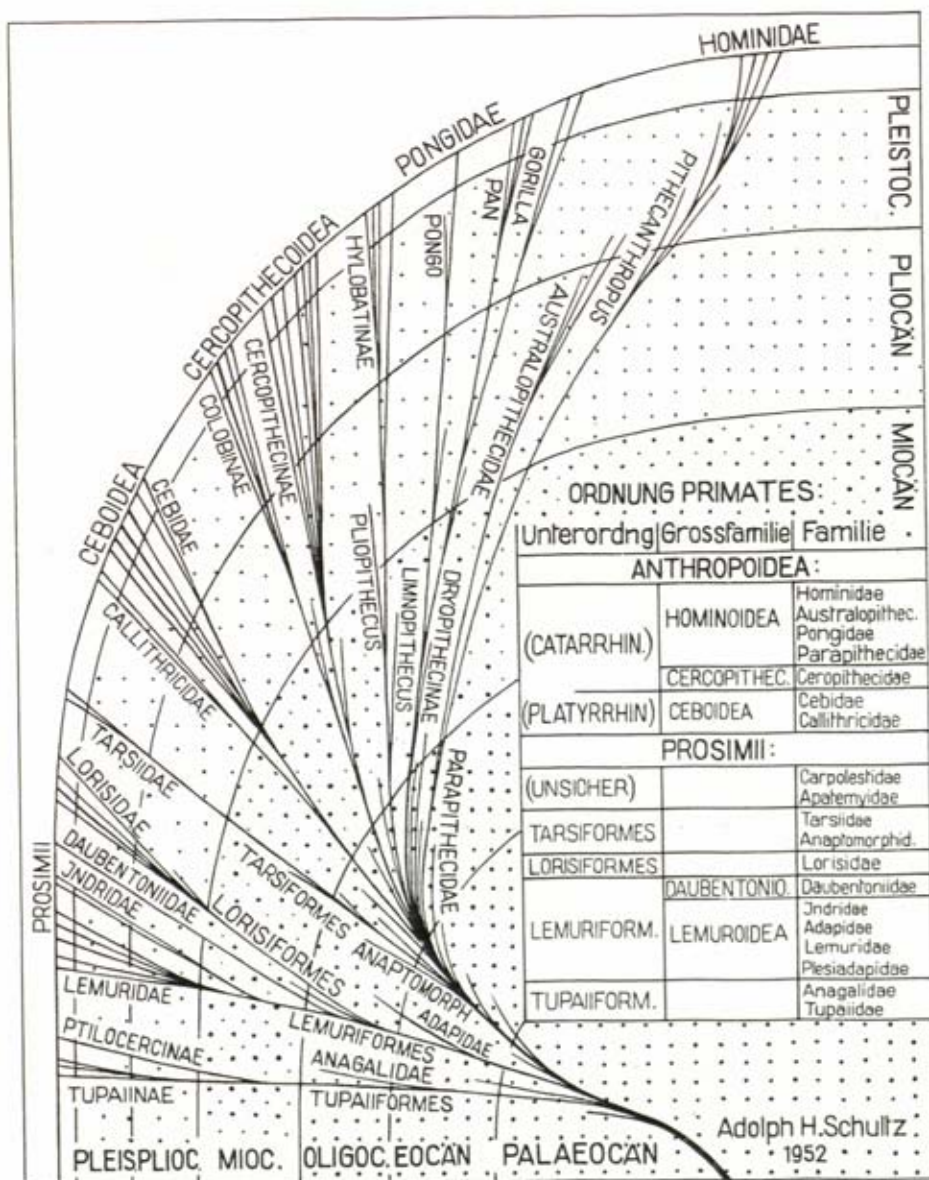 HOMINIDAE
PONGIDAE
CERCOPITHECOIDEA
CEBOIDEA
PROSIMII
PLEISTOC.
PLIOCÄN
MIOCÄN
GORILLA
PAN
PONGO
HYLOBATINAE
CERCOPITHECINAE
COLOBINAE
CEBIDAE
CALLITHRICIDAE
PITHECANTHROPUS
AUSTRALOPITHECIDAE
PLIOPITHECUS
LIMNOPITHECUS
DRYOPITHECINAE
PARAPITHECIDAE
TARSIIDAE
LORISIDAE
DAUBENTONIIDAE
JNDRIDAE
LEMURIDAE
PTILOCERCINAE
TUPAIINAE
TARSIFORMES
ANAPTOMORPH
LORISIFORMES
ADAPIDAE
LEMURIFORMES
ANAGALIDAE
TUPAIIFORMES
ORDNUNG PRIMATES:
Unterordng Grossfamilie Familie
ANTHROPOIDEA:
(CATARRHIN.) HOMINOIDEA Hominidae
Australopithec.
Pongidae
Parapithecidae
CERCOPITHEC. Ceropithecidae
(PLATYRRHIN) CEBOIDEA Cebidae
Callithricidae
PROSIMII:
(UNSICHER) Carpolestidae
Apatemyidae
TARSIFORMES Tarsiidae
Anaptomorphid.
LORISIFORMES Lorisidae
DAUBENTONIO. Daubentoniidae
LEMURIFORM. LEMUROIDEA Jndridae
Adapidae
Lemuridae
Plesiadapidae
TUPAIIFORM. Anagalidae
Tupaiidae
PLEIS. PLIOC. MIOC. OLIGOC. EOCÄN PALAEOCÄN
Adolph H. Schultz
1952